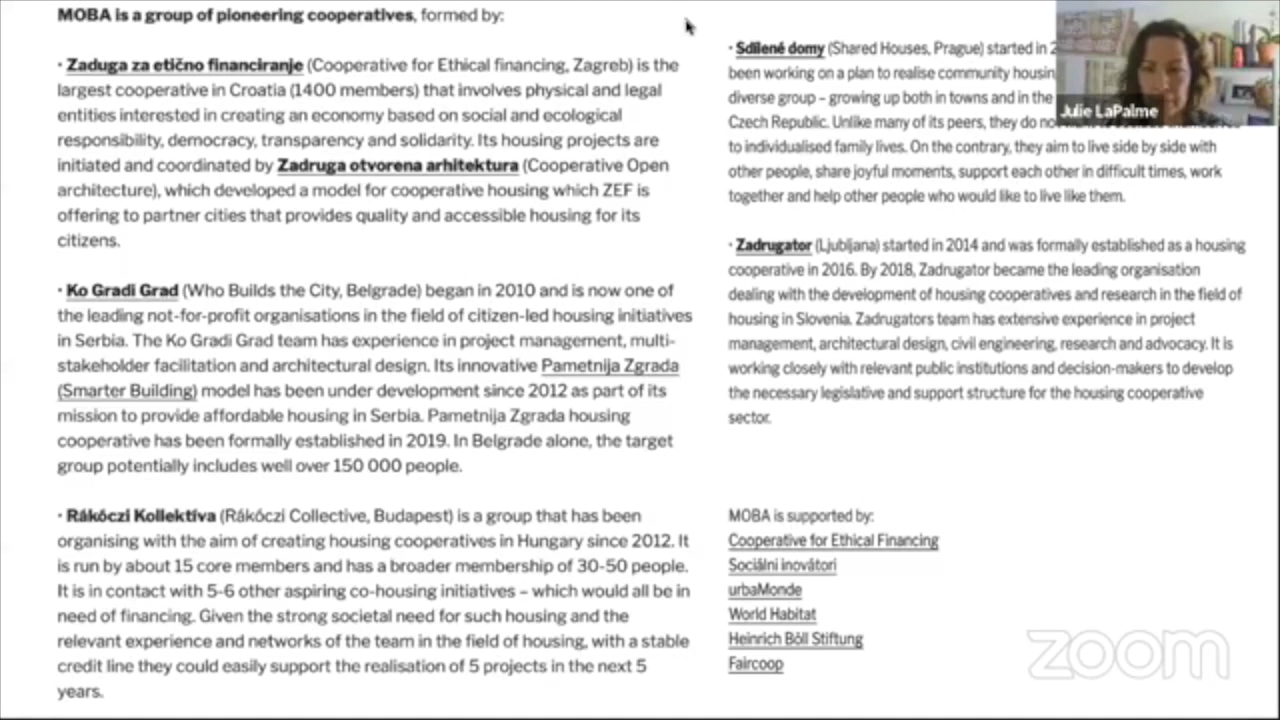 MOBA is a group of pioneering cooperatives, formed by:
· Zaduga za etično financiranje (Cooperative for Ethical financing, Zagreb) is the
largest cooperative in Croatia (1400 members) that involves physical and legal
entities interested in creating an economy based on social and ecological
responsibility, democracy, transparency and solidarity. Its housing projects are
initiated and coordinated by Zadruga otvorena arhitektura (Cooperative Open
architecture), which developed a model for cooperative housing which ZEF is
offering to partner cities that provides quality and accessible housing for its
citizens.
· Ko Gradi Grad (Who Builds the City, Belgrade) began in 2010 and is now one of
the leading not-for-profit organisations in the field of citizen-led housing initiatives
in Serbia. The Ko Gradi Grad team has experience in project management, multi-
stakeholder facilitation and architectural design. Its innovative Pametnija Zgrada
(Smarter Building) model has been under development since 2012 as part of its
mission to provide affordable housing in Serbia. Pametnija Zgrada housing
cooperative has been formally established in 2019. In Belgrade alone, the target
group potentially includes well over 150 000 people.
· Rákóczi Kollektíva (Rákóczi Collective, Budapest) is a group that has been
organising with the aim of creating housing cooperatives in Hungary since 2012. It
is run by about 15 core members and has a broader membership of 30-50 people.
It is in contact with 5-6 other aspiring co-housing initiatives – which would all be in
need of financing. Given the strong societal need for such housing and the
relevant experience and networks of the team in the field of housing, with a stable
credit line they could easily support the realisation of 5 projects in the next 5
years.
· Sdílené domy (Shared Houses, Prague) started in 2
been working on a plan to realise community housin
diverse group – growing up both in towns and in the
Czech Republic. Unlike many of its peers, they do not
to individualised family lives. On the contrary, they aim to live side by side with
other people, share joyful moments, support each other in difficult times, work
together and help other people who would like to live like them.
· Zadrugator (Ljubljana) started in 2014 and was formally established as a housing
cooperative in 2016. By 2018, Zadrugator became the leading organisation
dealing with the development of housing cooperatives and research in the field of
housing in Slovenia. Zadrugators team has extensive experience in project
management, architectural design, civil engineering, research and advocacy. It is
working closely with relevant public institutions and decision-makers to develop
the necessary legislative and support structure for the housing cooperative
sector.
MOBA is supported by:
Cooperative for Ethical Financing
Sociálni inovátori
urbaMonde
World Habitat
Heinrich Böll Stiftung
Faircoop
Julie LaPalme
zoom